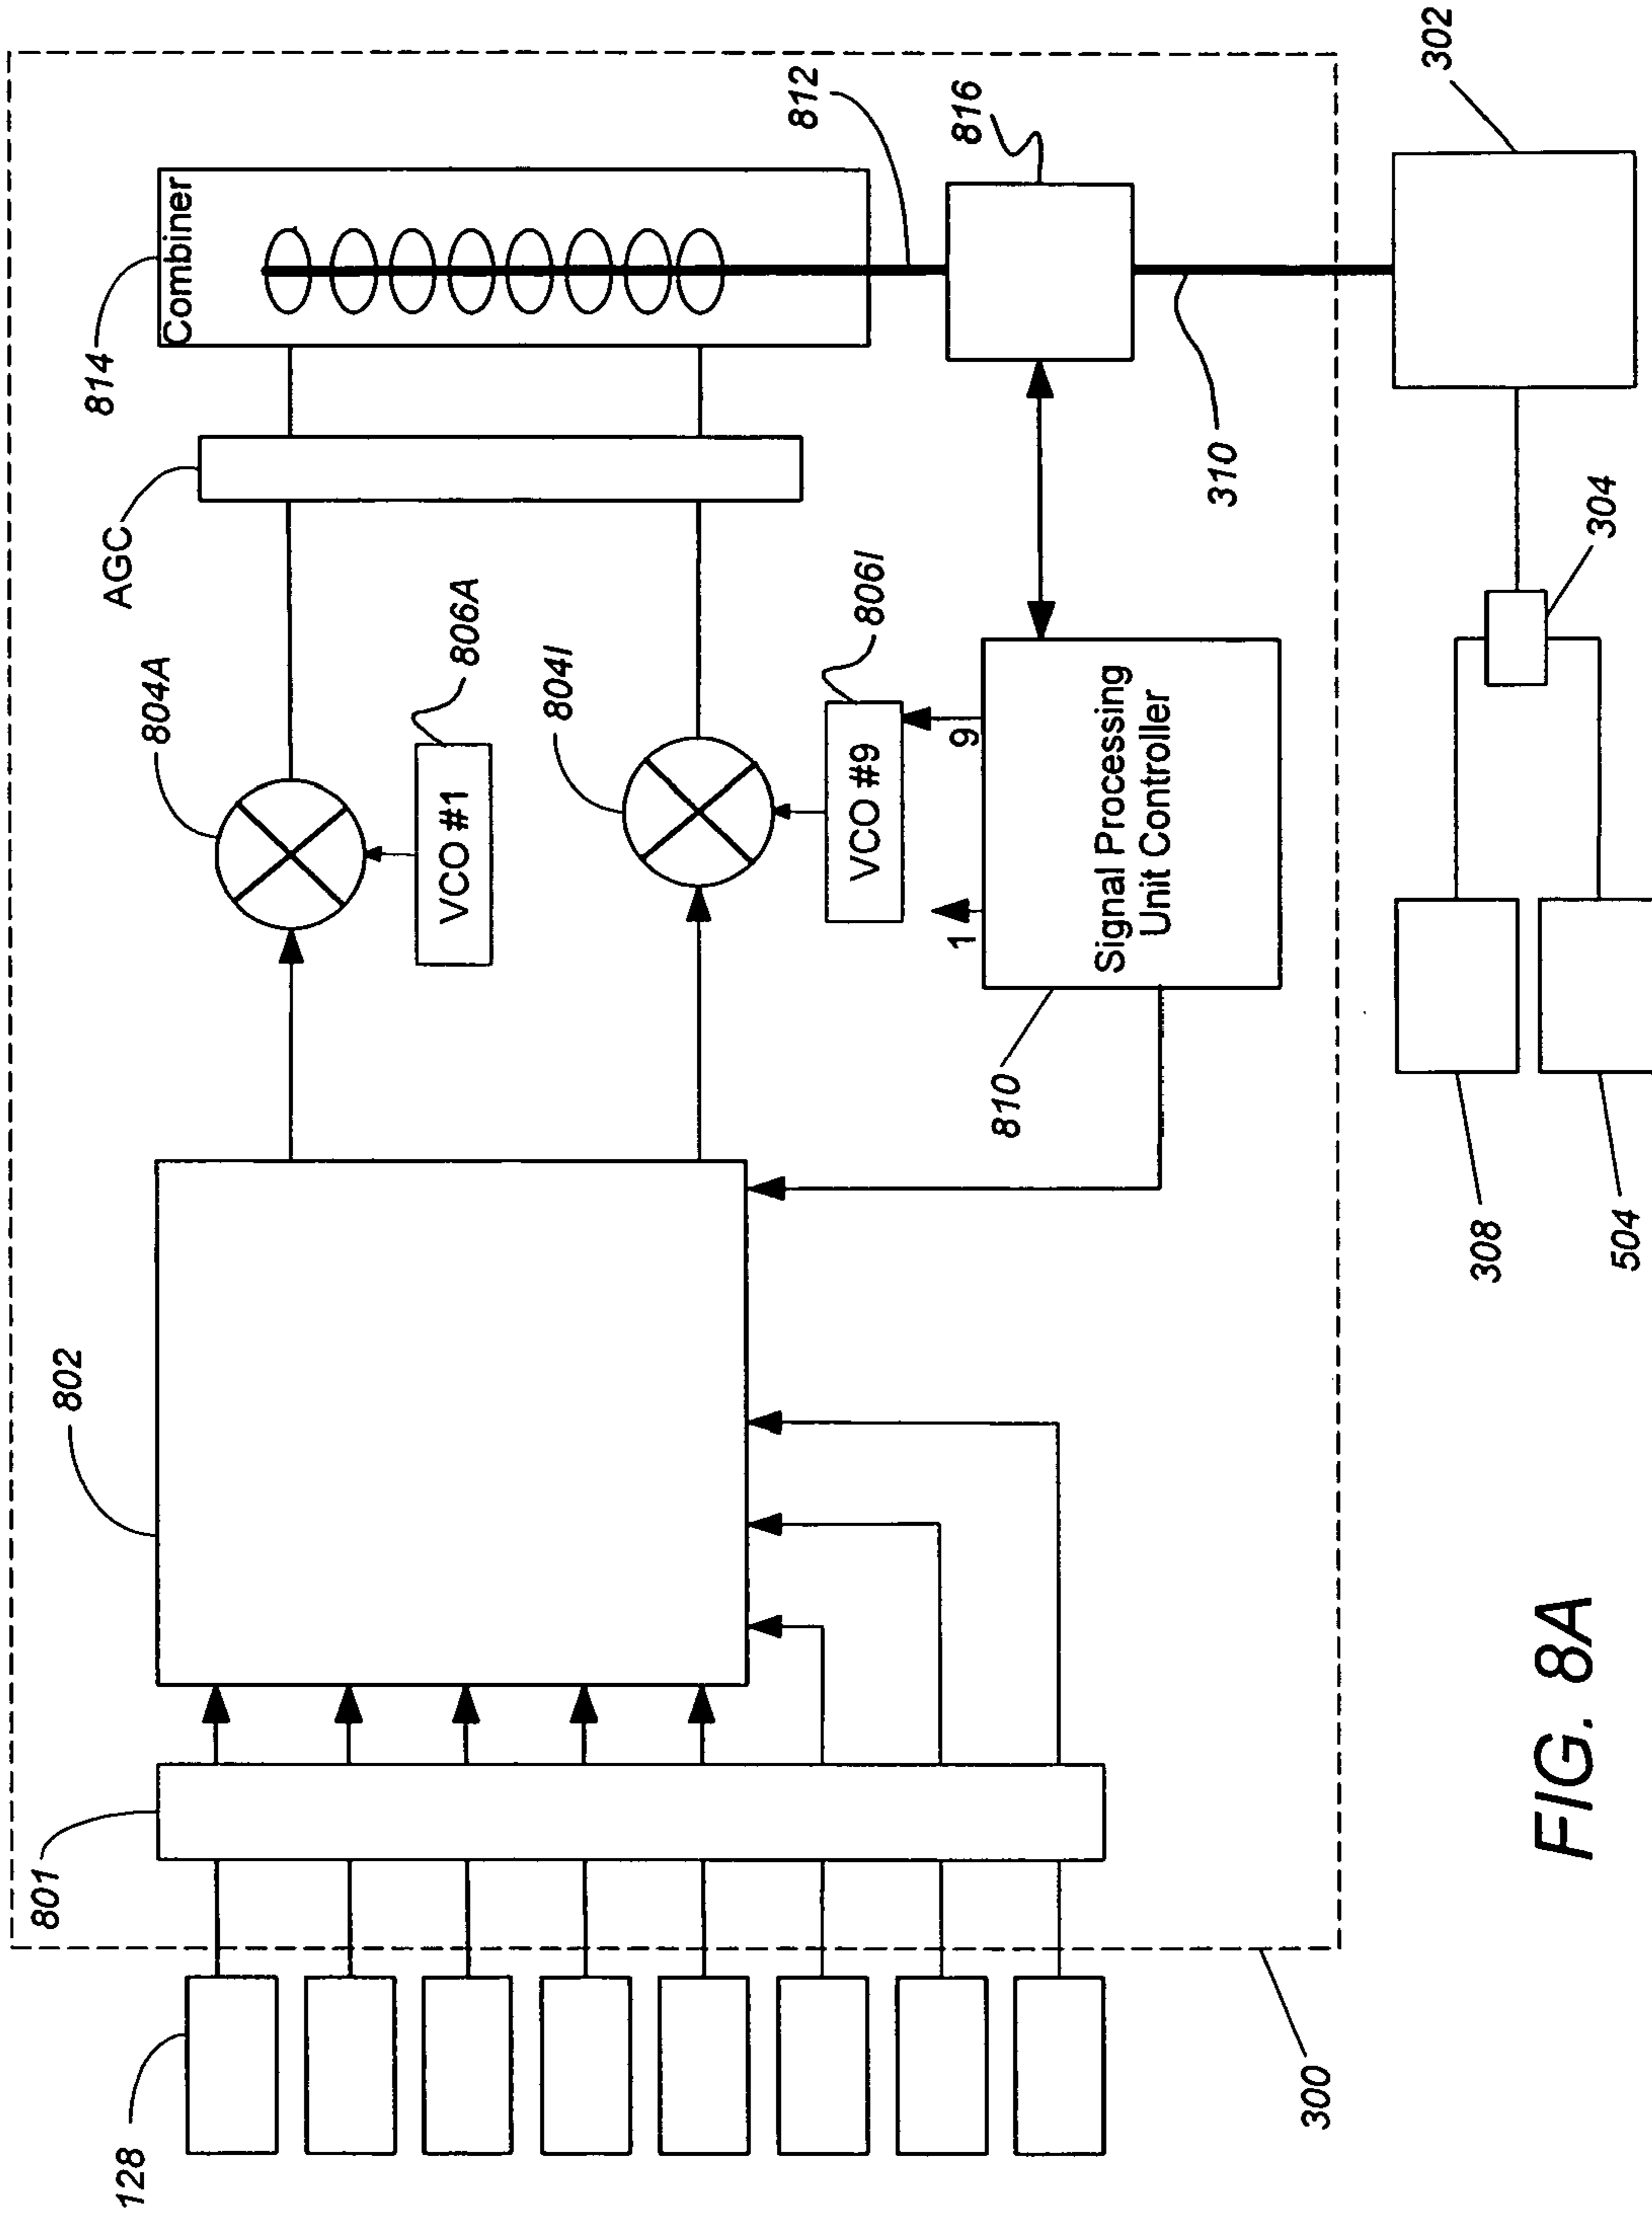 128
801
802
804A
806A
VCO #1
AGC
814
Combiner
804I
806I
VCO #9
812
816
1
9
Signal Processing
Unit Controller
810
310
300
308
504
304
302
FIG. 8A